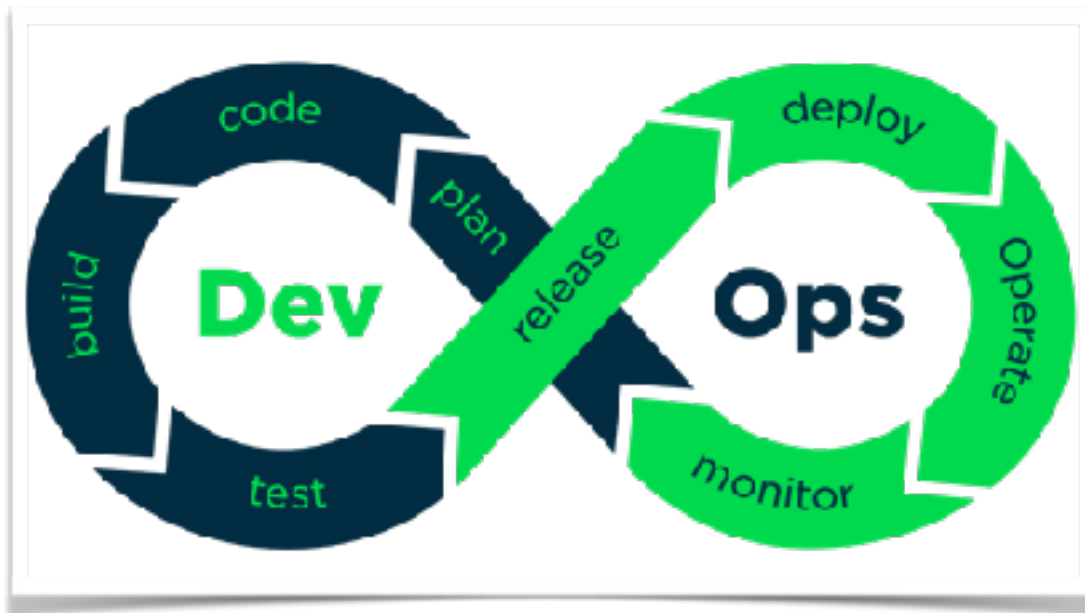 code
plan
build
Dev
test
release
deploy
Ops
Operate
monitor